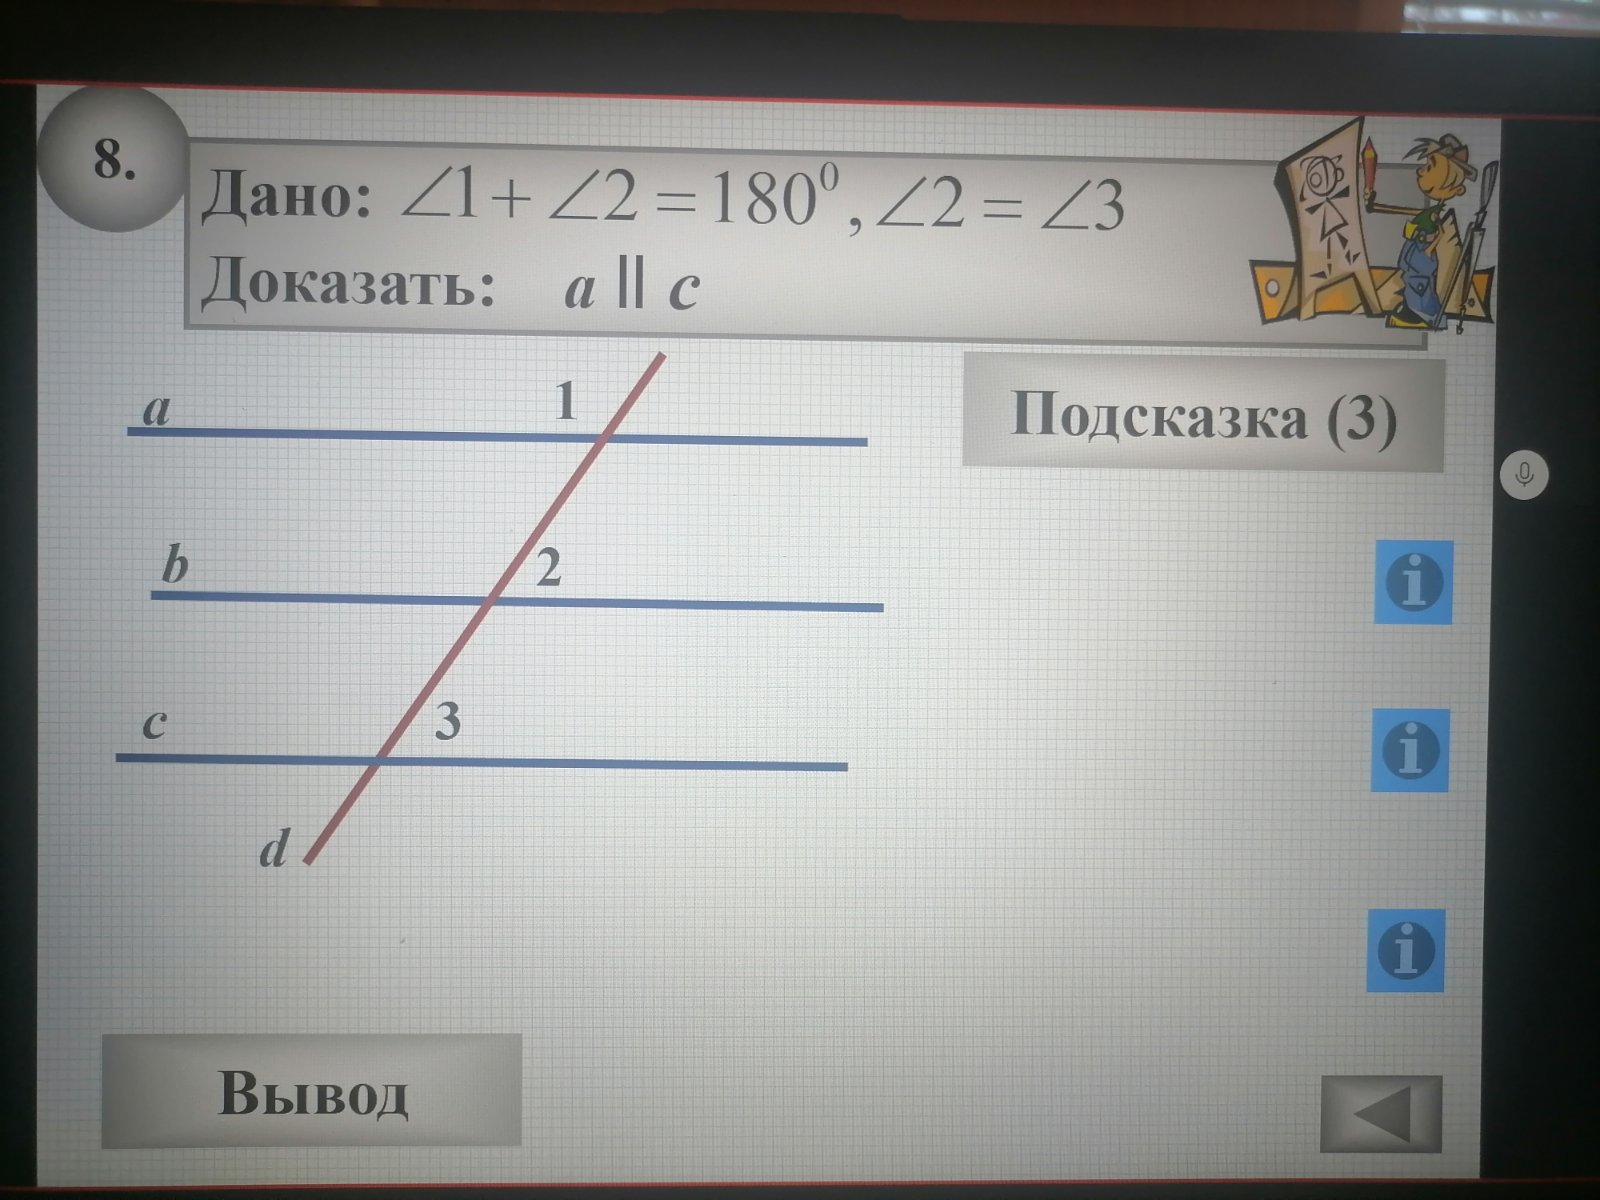 8.
Дано: ∠1+∠2=180⁰, ∠2=∠3
Доказать: a || c
Подсказка (3)
a
1
b
2
c
3
d
i
i
i
Вывод